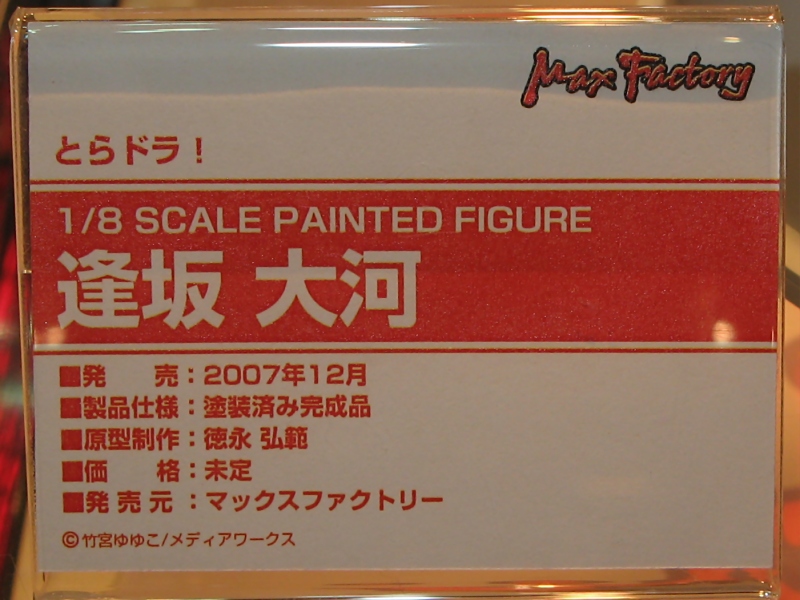 Max Factory
とらドラ！
1/8 SCALE PAINTED FIGURE
逢坂 大河
■発　　売：2007年12月
■製品仕様：塗装済み完成品
■原型制作：徳永 弘範
■価　　格：未定
■発 売 元 ：マックスファクトリー
©竹宮ゆゆこ/メディアワークス